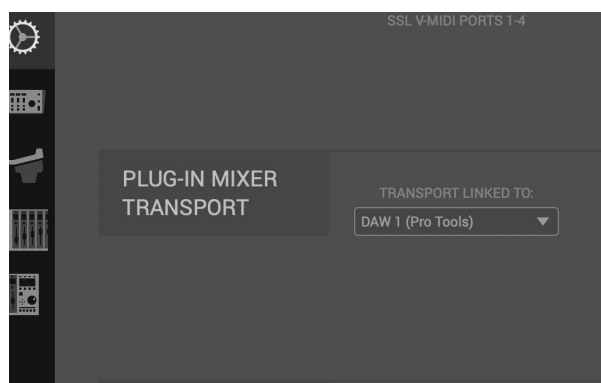 SSL V-MIDI PORTS 1-4
PLUG-IN MIXER
TRANSPORT
TRANSPORT LINKED TO:
DAW 1 (Pro Tools)